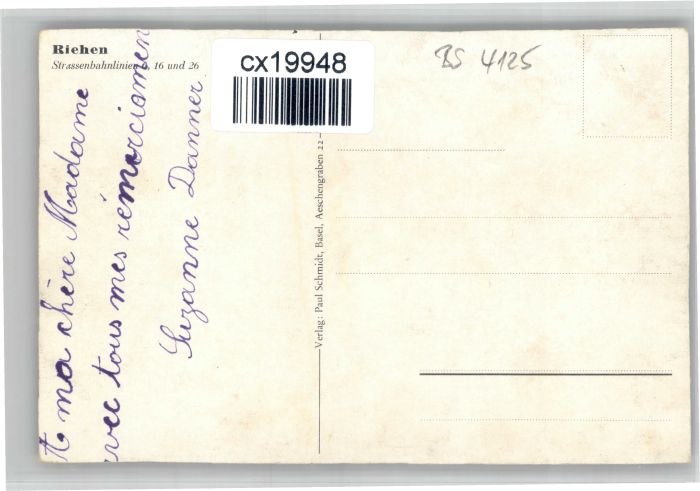 Riehen
Strassenbahnlinien 6, 16 und 26
cx19948
BS 4125
A ma chère Madame
avec tous mes rémerciemen
Suzanne Danner
Verlag: Paul Schmidt, Basel, Aeschengraben 22